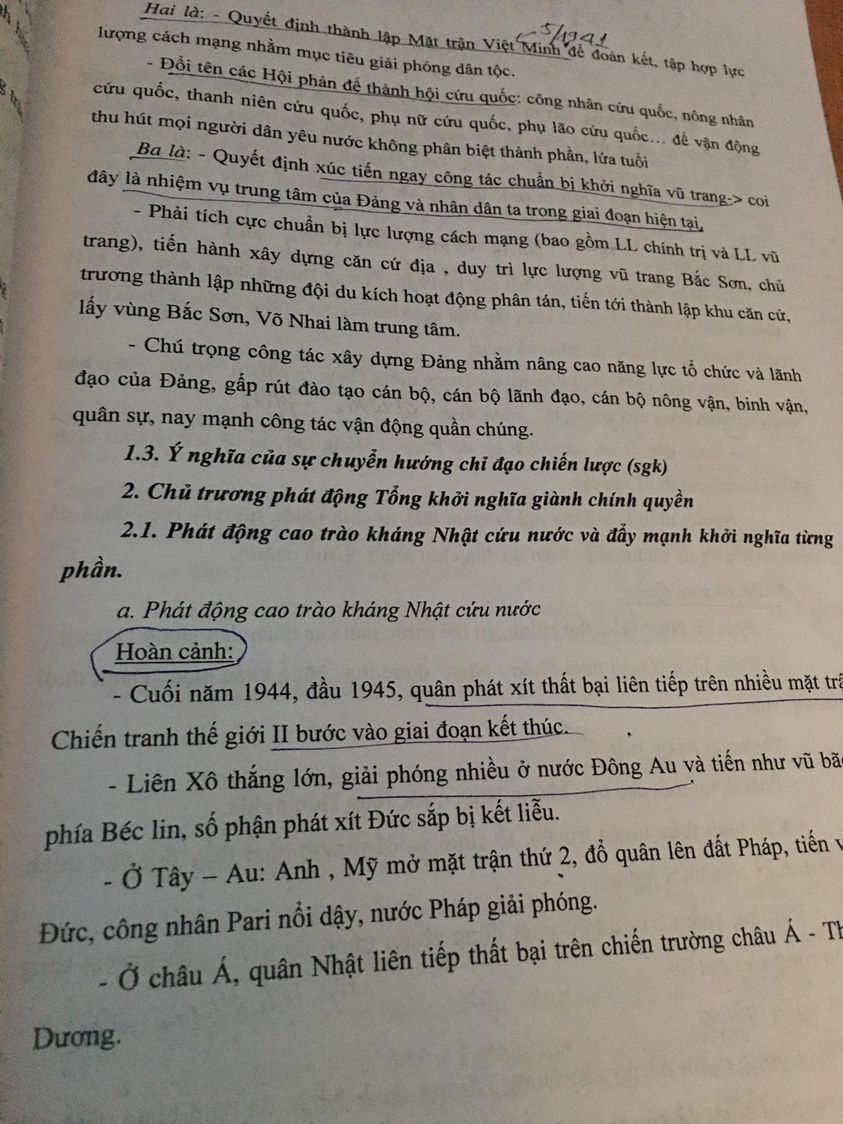 Hai là: - Quyết định thành lập Mặt trận Việt Minh để đoàn kết, tập hợp lực
5/1941
lượng cách mạng nhằm mục tiêu giải phóng dân tộc.
- Đổi tên các Hội phản đế thành hội cứu quốc: công nhân cứu quốc, nông nhân
cứu quốc, thanh niên cứu quốc, phụ nữ cứu quốc, phụ lão cứu quốc... để vận động
thu hút mọi người dân yêu nước không phân biệt thành phần, lứa tuổi
Ba là: - Quyết định xúc tiến ngay công tác chuẩn bị khởi nghĩa vũ trang-> coi
đây là nhiệm vụ trung tâm của Đảng và nhân dân ta trong giai đoạn hiện tại.
- Phải tích cực chuẩn bị lực lượng cách mạng (bao gồm LL chính trị và LL vũ
trang), tiến hành xây dựng căn cứ địa , duy trì lực lượng vũ trang Bắc Sơn, chủ
trương thành lập những đội du kích hoạt động phân tán, tiến tới thành lập khu căn cử,
lấy vùng Bắc Sơn, Võ Nhai làm trung tâm.
- Chú trọng công tác xây dựng Đảng nhằm nâng cao năng lực tổ chức và lãnh
đạo của Đảng, gấp rút đào tạo cán bộ, cán bộ lãnh đạo, cán bộ nông vận, binh vận,
quân sự, nay mạnh công tác vận động quần chúng.
1.3. Ý nghĩa của sự chuyển hướng chỉ đạo chiến lược (sgk)
2. Chủ trương phát động Tổng khởi nghĩa giành chính quyền
2.1. Phát động cao trào kháng Nhật cứu nước và đẩy mạnh khởi nghĩa từng
phần.
a. Phát động cao trào kháng Nhật cứu nước
Hoàn cảnh:
- Cuối năm 1944, đầu 1945, quân phát xít thất bại liên tiếp trên nhiều mặt
Chiến tranh thế giới II bước vào giai đoạn kết thúc.
- Liên Xô thắng lớn, giải phóng nhiều ở nước Đông Au và tiến như vũ
phía Béc lin, số phận phát xít Đức sắp bị kết liễu.
- Ở Tây – Au: Anh , Mỹ mở mặt trận thứ 2, đổ quân lên đất Pháp, tiến
Đức, công nhân Pari nổi dậy, nước Pháp giải phóng.
- Ở châu Á, quân Nhật liên tiếp thất bại trên chiến trường châu Á -
Dương.